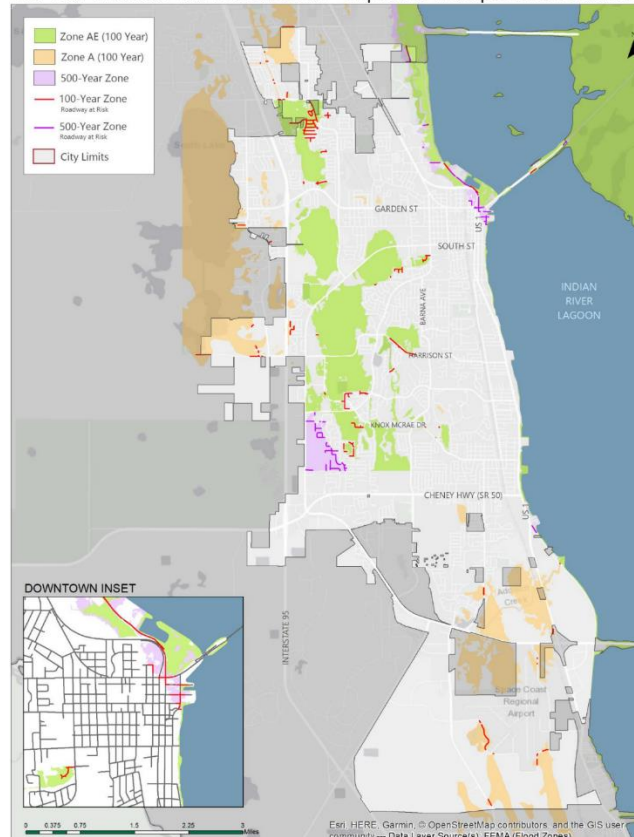 Zone AE (100 Year)
Zone A (100 Year)
500-Year Zone
100-Year Zone
Roadway at Risk
500-Year Zone
Roadway at Risk
City Limits
GARDEN ST
US 1
SOUTH ST
INDIAN
RIVER
LAGOON
BARNA AVE
HARRISON ST
KNOX MCRAE DR.
CHENEY HWY (SR 50)
US-1
DOWNTOWN INSET
INTERSTATE 95
Space Coast
Regional
Airport
0 0.375 0.75 1.5 2.25 3
Miles
Esri, HERE, Garmin, © OpenStreetMap contributors, and the GIS user
community — Data Layer Source(s): FEMA (Flood Zones)